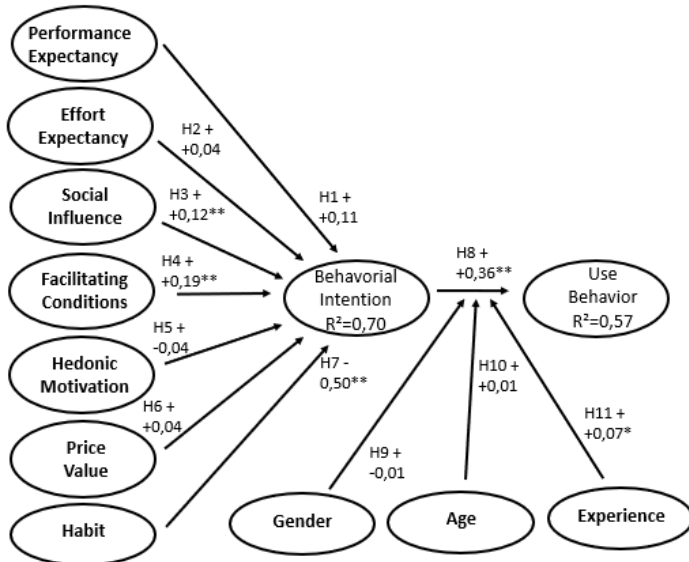 Performance
Expectancy
Effort
Expectancy
H2 +
+0,04
Social
Influence
H3 +
+0,12**
H1 +
+0,11
Facilitating
Conditions
H4 +
+0,19**
Behavorial
Intention
R²=0,70
H8 +
+0,36**
Use
Behavior
R²=0,57
Hedonic
Motivation
H5 +
-0,04
H7 -
0,50**
H10 +
+0,01
Price
Value
H6 +
+0,04
H11 +
+0,07*
H9 +
-0,01
Habit
Gender
Age
Experience